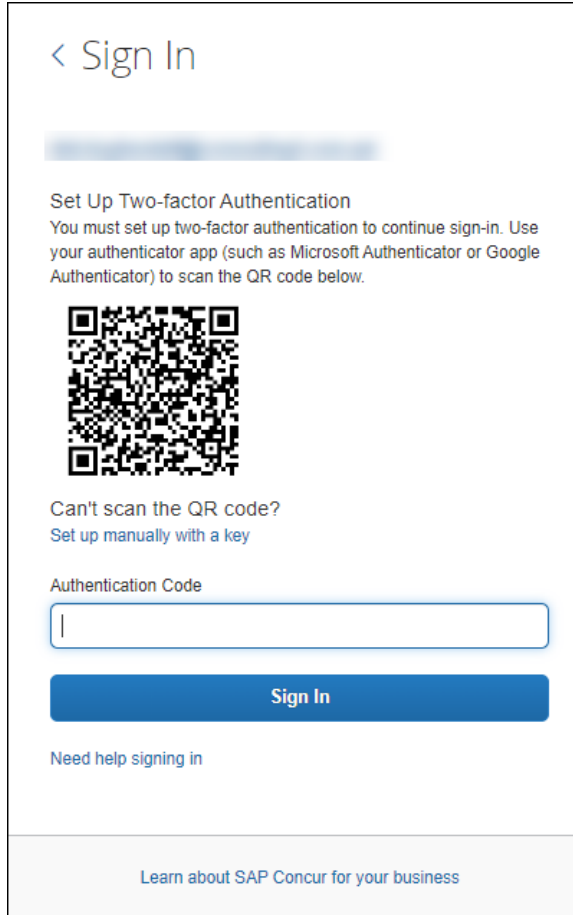 < Sign In
Set Up Two-factor Authentication
You must set up two-factor authentication to continue sign-in. Use
your authenticator app (such as Microsoft Authenticator or Google
Authenticator) to scan the QR code below.
Can't scan the QR code?
Set up manually with a key
Authentication Code
Sign In
Need help signing in
Learn about SAP Concur for your business